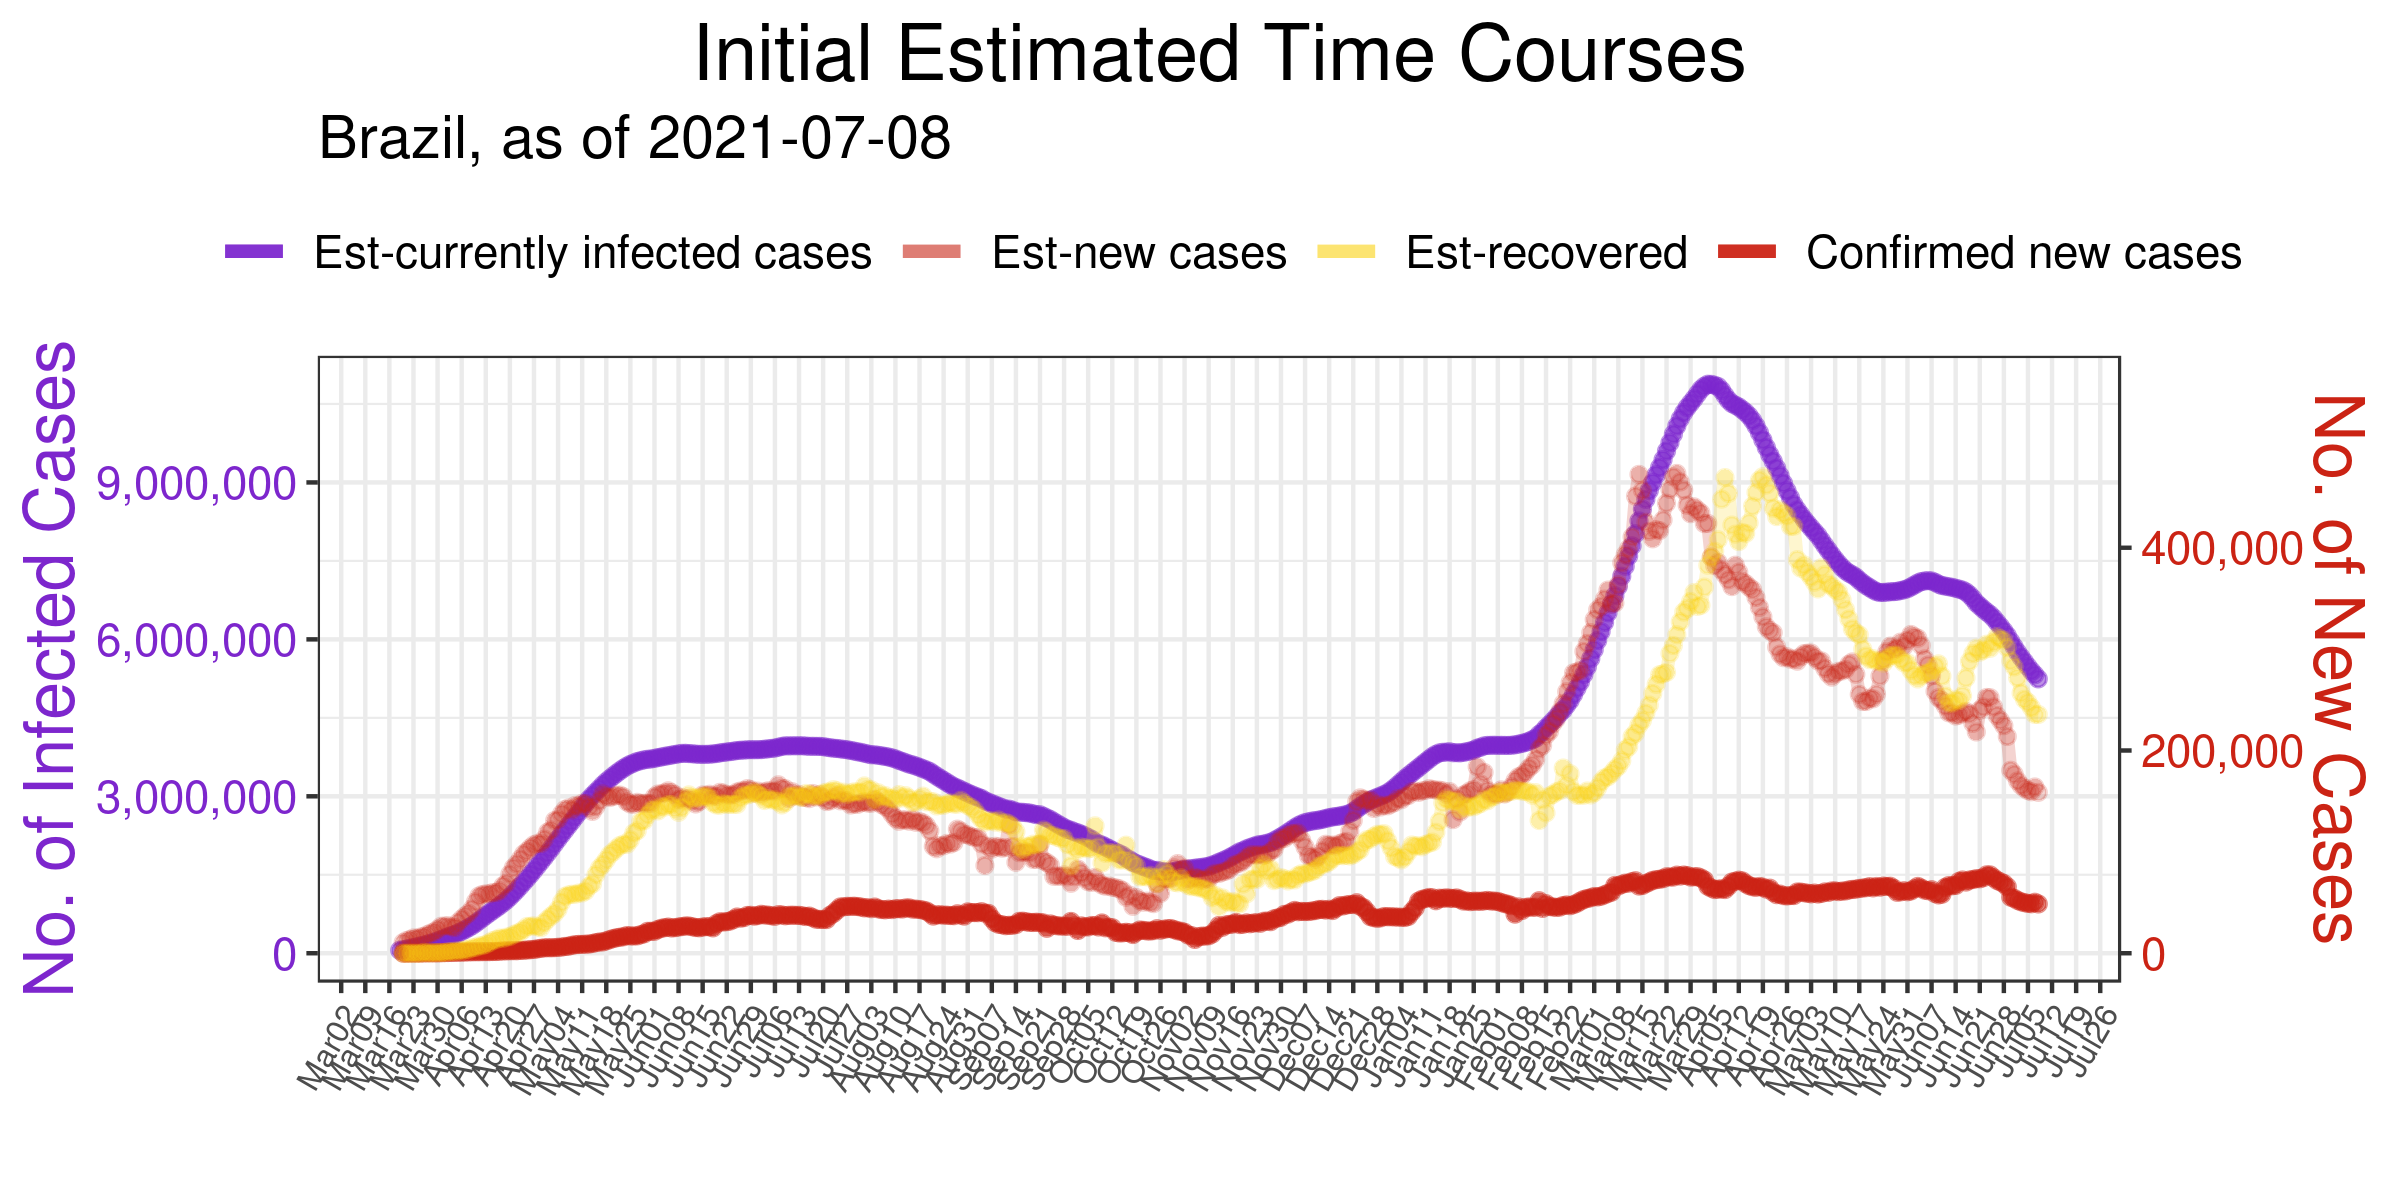 Initial Estimated Time Courses
Brazil, as of 2021-07-08
Est-currently infected cases Est-new cases Est-recovered Confirmed new cases
No. of Infected Cases
9,000,000
6,000,000
3,000,000
0
400,000
200,000
0
No. of New Cases
Mar02 Mar09 Mar16 Mar23 Mar30 Apr06 Apr13 Apr20 Apr27 May04 May11 May18 May25 Jun01 Jun08 Jun15 Jun22 Jun29 Jul06 Jul13 Jul20 Jul27 Aug03 Aug10 Aug17 Aug24 Aug31 Sep07 Sep14 Sep21 Sep28 Oct05 Oct12 Oct19 Oct26 Nov02 Nov09 Nov16 Nov23 Nov30 Dec07 Dec14 Dec21 Dec28 Jan04 Jan11 Jan18 Jan25 Feb01 Feb08 Feb15 Feb22 Mar01 Mar08 Mar15 Mar22 Mar29 Apr05 Apr12 Apr19 Apr26 May03 May10 May17 May24 May31 Jun07 Jun14 Jun21 Jun28 Jul05 Jul12 Jul19 Jul26